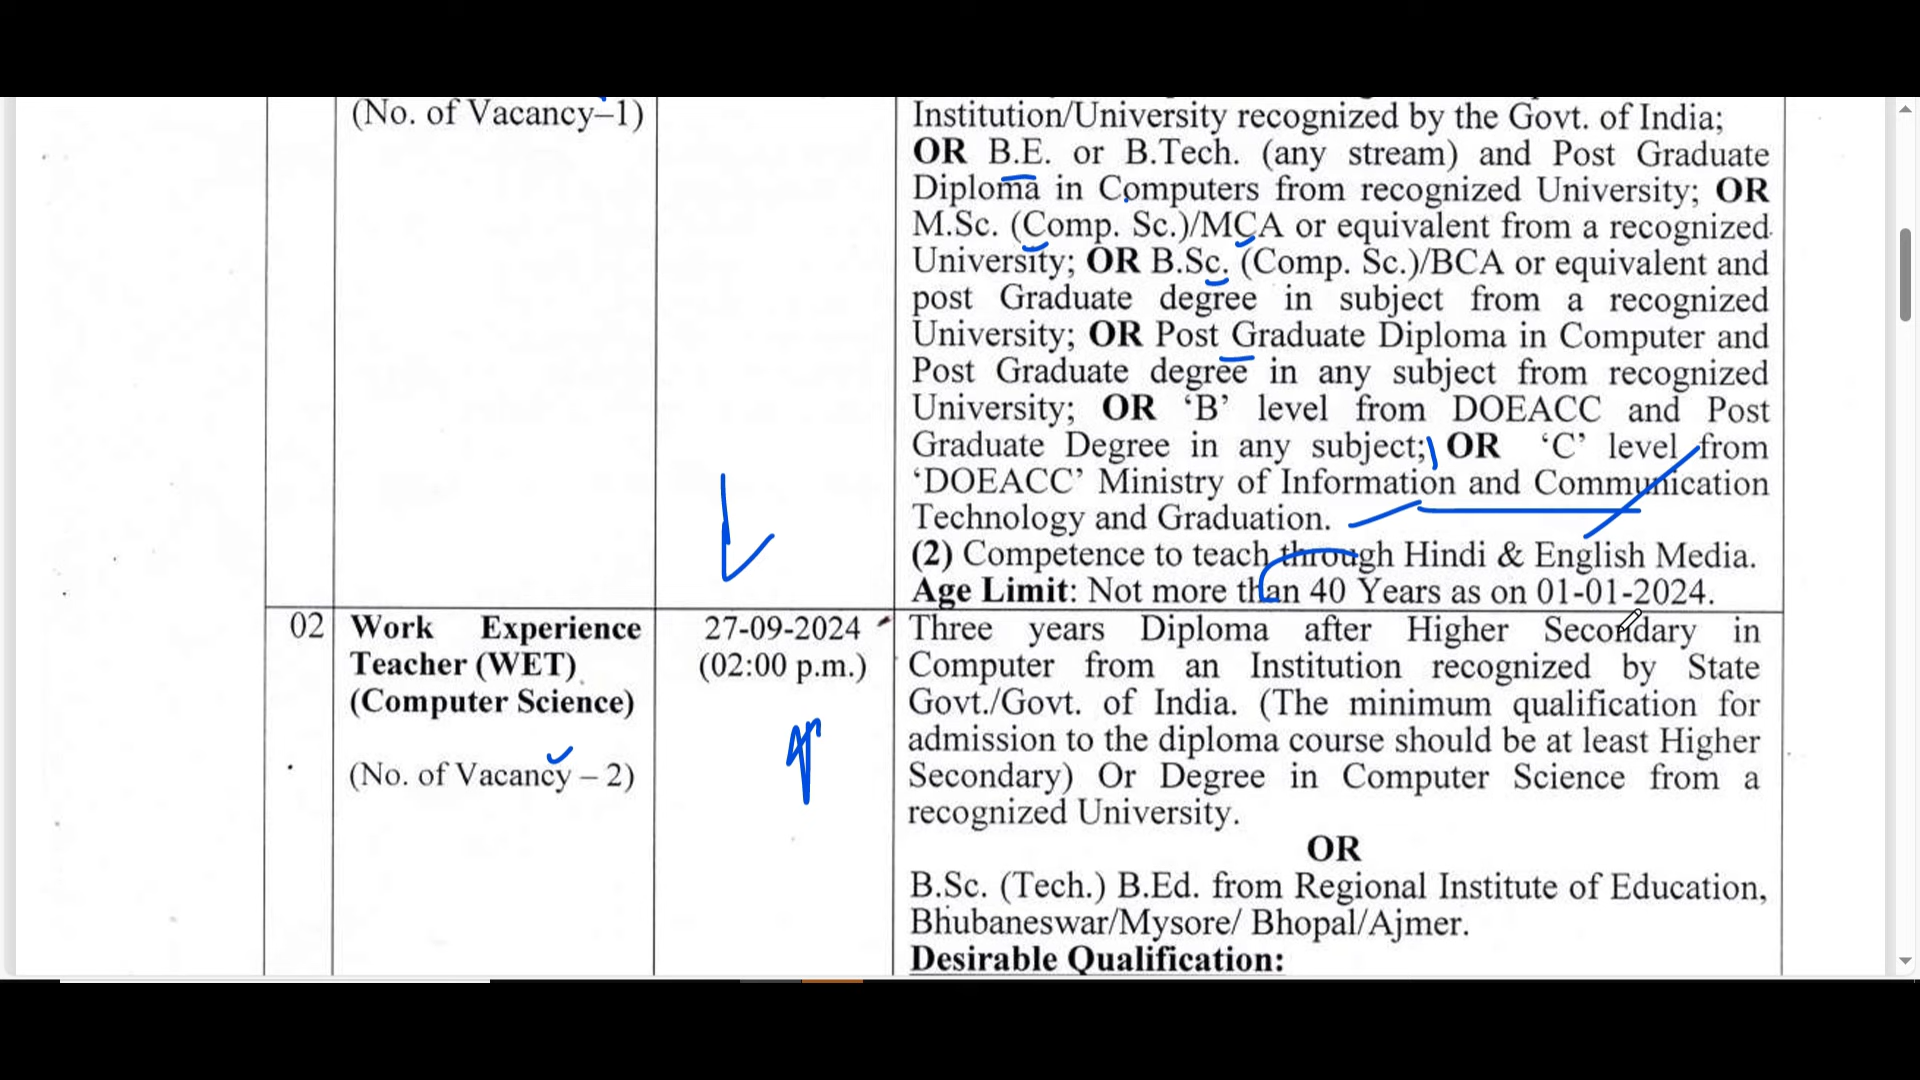 (No. of Vacancy–1)
Institution/University recognized by the Govt. of India;
OR B.E. or B.Tech. (any stream) and Post Graduate
Diploma in Computers from recognized University; OR
M.Sc. (Comp. Sc.)/MCA or equivalent from a recognized
University; OR B.Sc. (Comp. Sc.)/BCA or equivalent and
post Graduate degree in subject from a recognized
University; OR Post Graduate Diploma in Computer and
Post Graduate degree in any subject from recognized
University; OR ‘B’ level from DOEACC and Post
Graduate Degree in any subject; OR ‘C’ level from
‘DOEACC’ Ministry of Information and Communication
Technology and Graduation.
(2) Competence to teach through Hindi & English Media.
Age Limit: Not more than 40 Years as on 01-01-2024.
02
Work Experience
Teacher (WET)
(Computer Science)
(No. of Vacancy – 2)
27-09-2024
(02:00 p.m.)
Three years Diploma after Higher Secondary in
Computer from an Institution recognized by State
Govt./Govt. of India. (The minimum qualification for
admission to the diploma course should be at least Higher
Secondary) Or Degree in Computer Science from a
recognized University.
OR
B.Sc. (Tech.) B.Ed. from Regional Institute of Education,
Bhubaneswar/Mysore/ Bhopal/Ajmer.
Desirable Qualification: